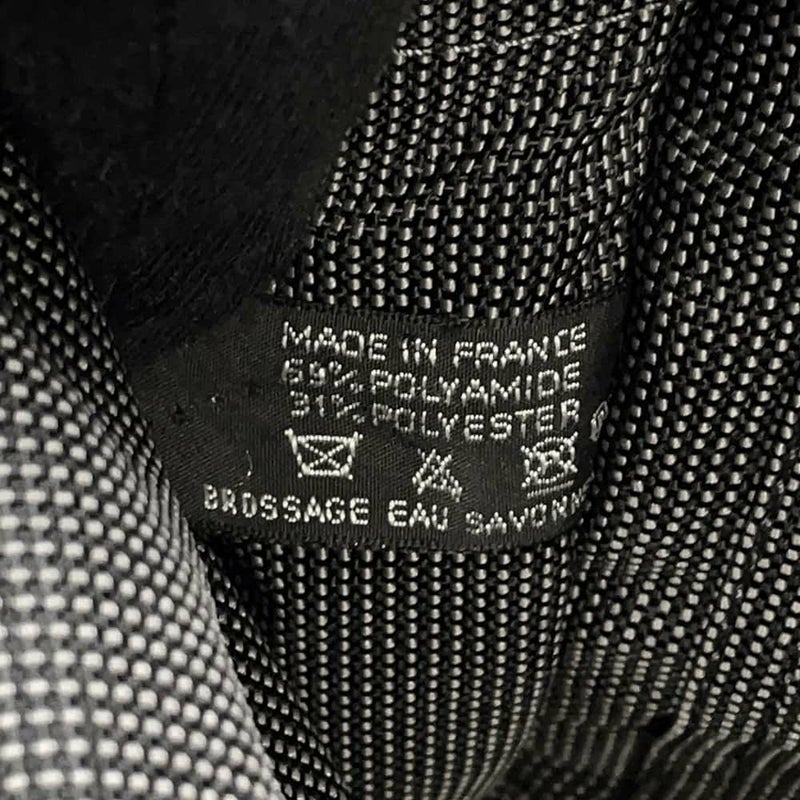 MADE IN FRANCE
69% POLYAMIDE
31% POLYESTER
BROSSAGE EAU